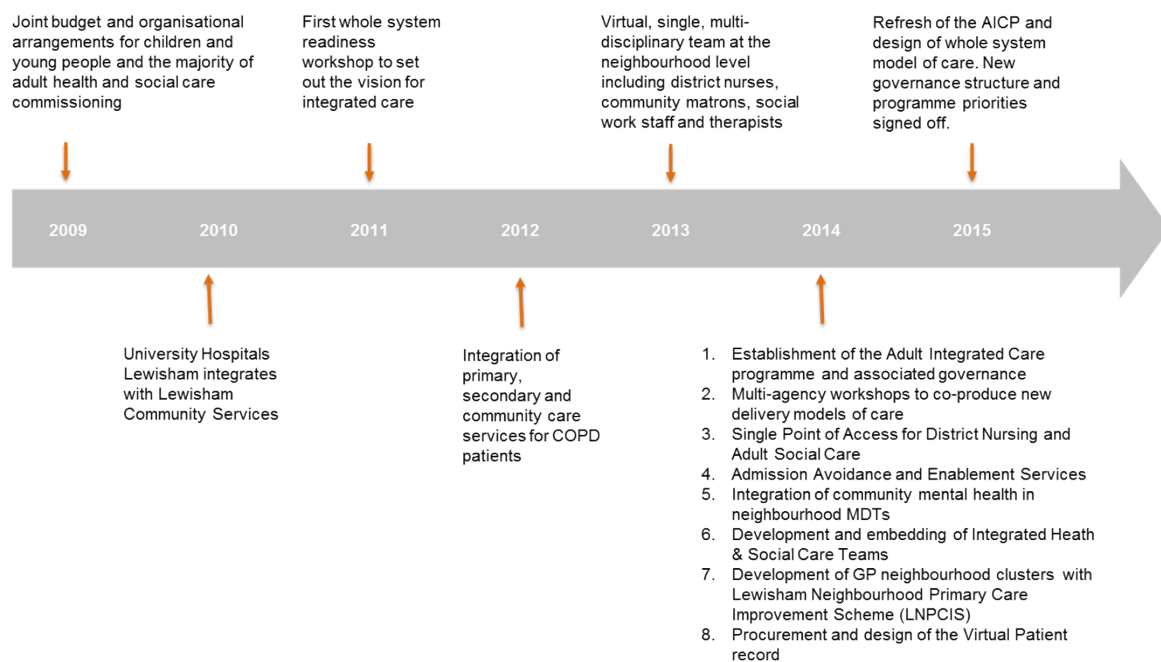 Joint budget and organisational
arrangements for children and
young people and the majority of
adult health and social care
commissioning
First whole system
readiness
workshop to set
out the vision for
integrated care
Virtual, single, multi-
disciplinary team at the
neighbourhood level
including district nurses,
community matrons, social
work staff and therapists
Refresh of the AICP and
design of whole system
model of care. New
governance structure and
programme priorities
signed off.
2009 2010 2011 2012 2013 2014 2015
University Hospitals
Lewisham integrates
with Lewisham
Community Services
Integration of
primary,
secondary and
community care
services for COPD
patients
1. Establishment of the Adult Integrated Care
programme and associated governance
2. Multi-agency workshops to co-produce new
delivery models of care
3. Single Point of Access for District Nursing and
Adult Social Care
4. Admission Avoidance and Enablement Services
5. Integration of community mental health in
neighbourhood MDTs
6. Development and embedding of Integrated Heath
& Social Care Teams
7. Development of GP neighbourhood clusters with
Lewisham Neighbourhood Primary Care
Improvement Scheme (LNPCIS)
8. Procurement and design of the Virtual Patient
record